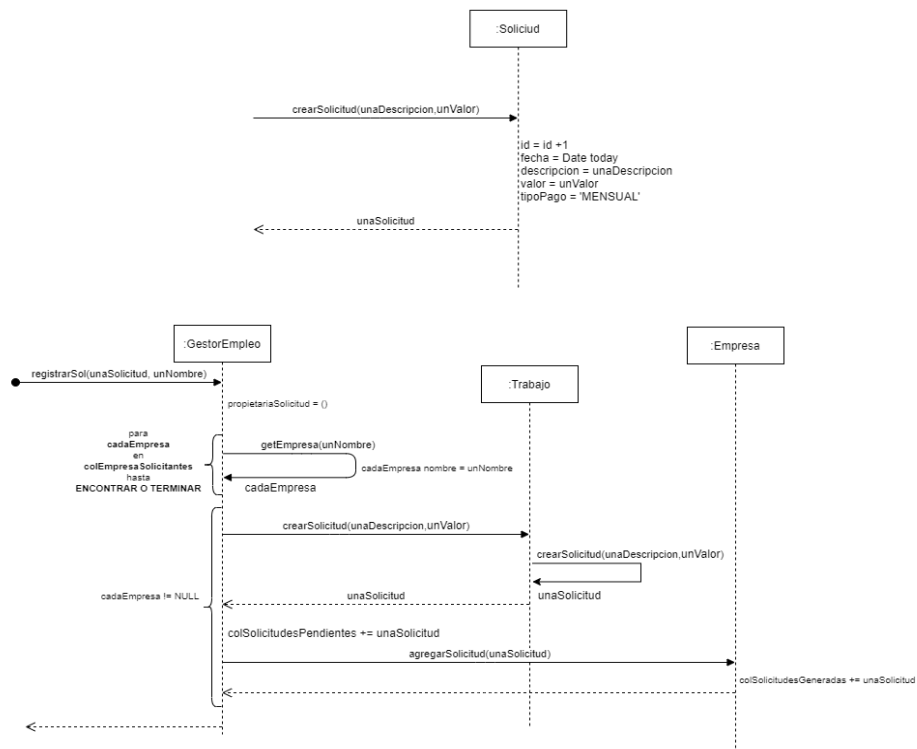 :Soliciud
crearSolicitud(unaDescripcion,unValor)
id = id +1
fecha = Date today
descripcion = unaDescripcion
valor = unValor
tipoPago = 'MENSUAL'
unaSolicitud
:GestorEmpleo
:Empresa
:Trabajo
registrarSol(unaSolicitud, unNombre)
propietariaSolicitud = ()
para
cadaEmpresa
en
colEmpresaSolicitantes
hasta
ENCONTRAR O TERMINAR
getEmpresa(unNombre)
cadaEmpresa nombre = unNombre
cadaEmpresa
crearSolicitud(unaDescripcion,unValor)
crearSolicitud(unaDescripcion,unValor)
unaSolicitud
cadaEmpresa != NULL
unaSolicitud
colSolicitudesPendientes += unaSolicitud
agregarSolicitud(unaSolicitud)
colSolicitudesGeneradas += unaSolicitud